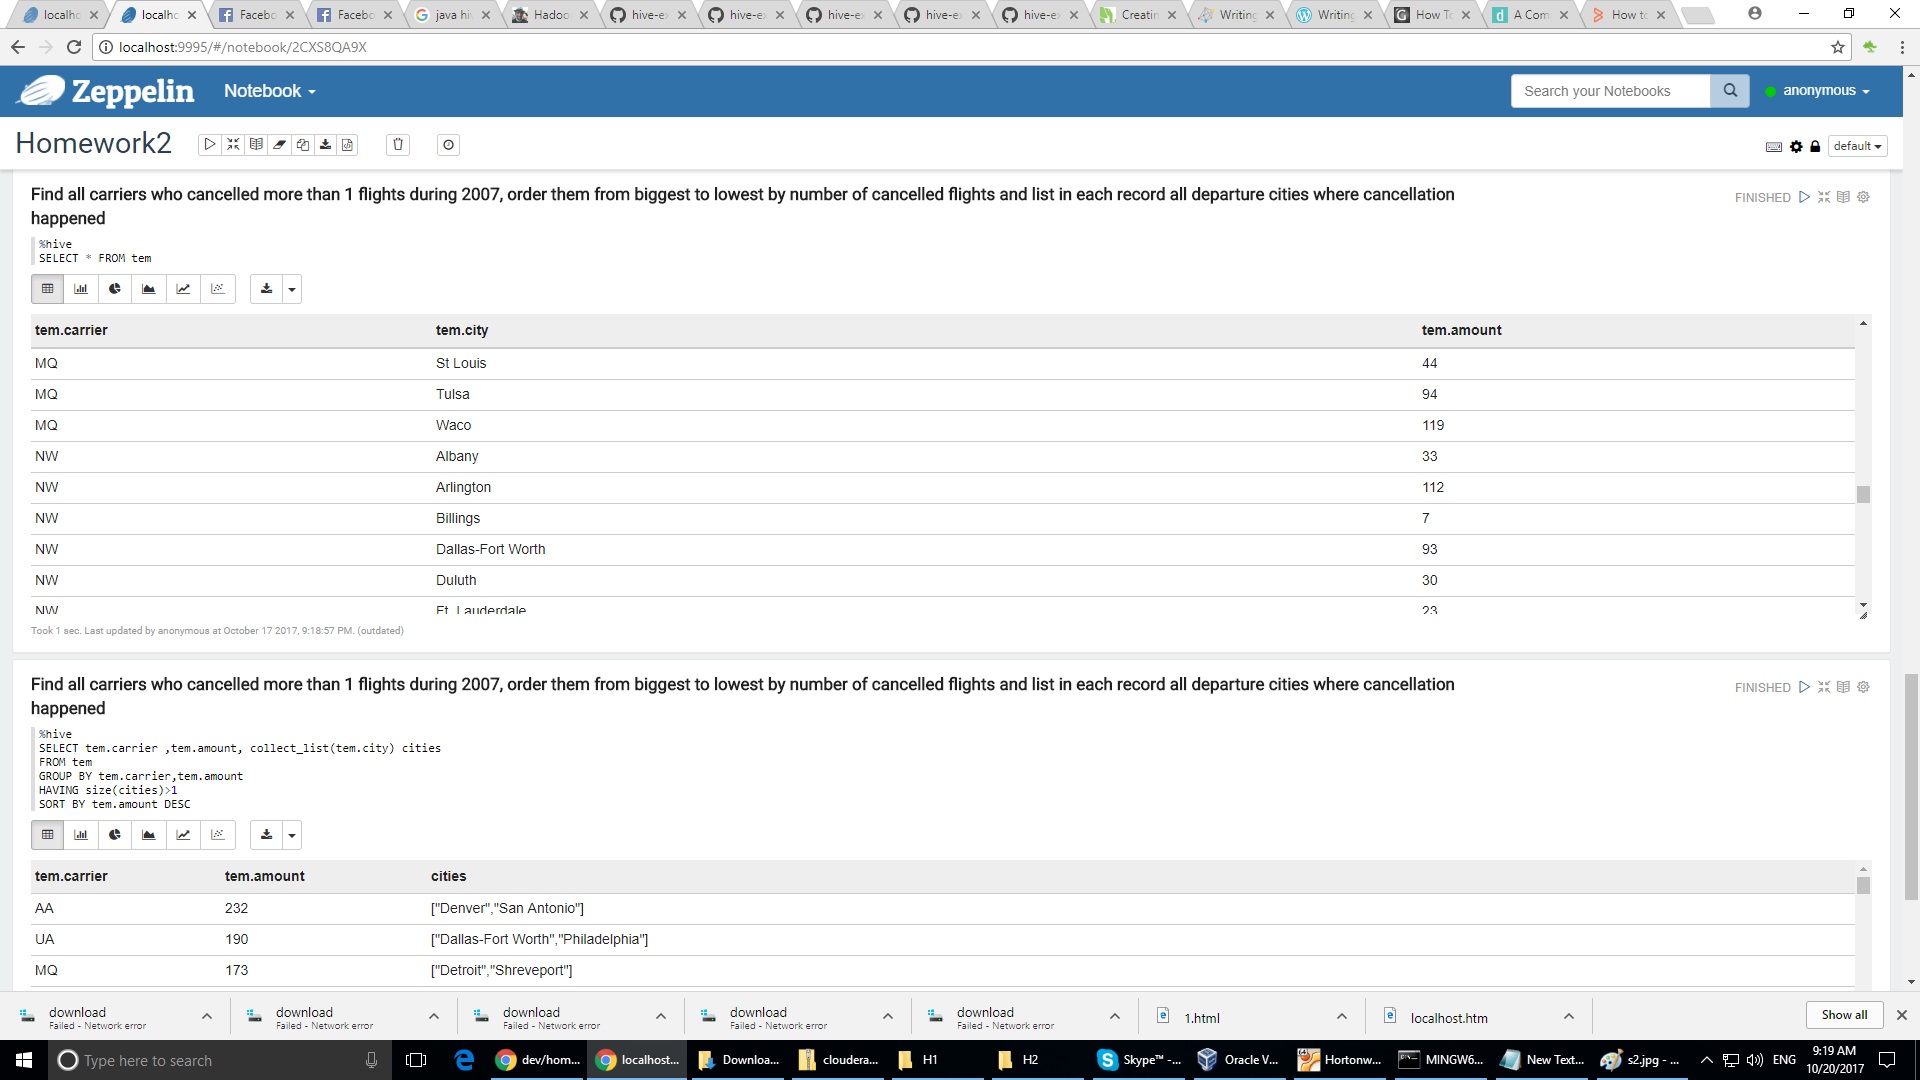 localhc
localhc
Facebo
Facebo
java hi
Hadoo
hive-e
hive-e
hive-e
hive-e
hive-e
Creatin
Writing
Writing
How To
A Com
How to
localhost:9995/#/notebook/2CXS8QA9X
Zeppelin
Notebook
Search your Notebooks
anonymous
Homework2
default
Find all carriers who cancelled more than 1 flights during 2007, order them from biggest to lowest by number of cancelled flights and list in each record all departure cities where cancellation
happened
FINISHED
%hive
SELECT * FROM tem
tem.carrier tem.city tem.amount
MQ St Louis 44
MQ Tulsa 94
MQ Waco 119
NW Albany 33
NW Arlington 112
NW Billings 7
NW Dallas-Fort Worth 93
NW Duluth 30
NW Ft. Lauderdale 23
Took 1 sec. Last updated by anonymous at October 17 2017, 9:18:57 PM. (outdated)
Find all carriers who cancelled more than 1 flights during 2007, order them from biggest to lowest by number of cancelled flights and list in each record all departure cities where cancellation
happened
FINISHED
%hive
SELECT tem.carrier ,tem.amount, collect_list(tem.city) cities
FROM tem
GROUP BY tem.carrier,tem.amount
HAVING size(cities)>1
SORT BY tem.amount DESC
tem.carrier tem.amount cities
AA 232 ["Denver","San Antonio"]
UA 190 ["Dallas-Fort Worth","Philadelphia"]
MQ 173 ["Detroit","Shreveport"]
download
Failed - Network error
download
Failed - Network error
download
Failed - Network error
download
Failed - Network error
download
Failed - Network error
1.html
localhost.htm
Show all
Type here to search
dev/hom...
localhost...
Downloa...
cloudera...
H1
H2
Skype™ -...
Oracle V...
Hortonw...
MINGW6...
New Text...
s2.jpg - ...
ENG
9:19 AM
10/20/2017